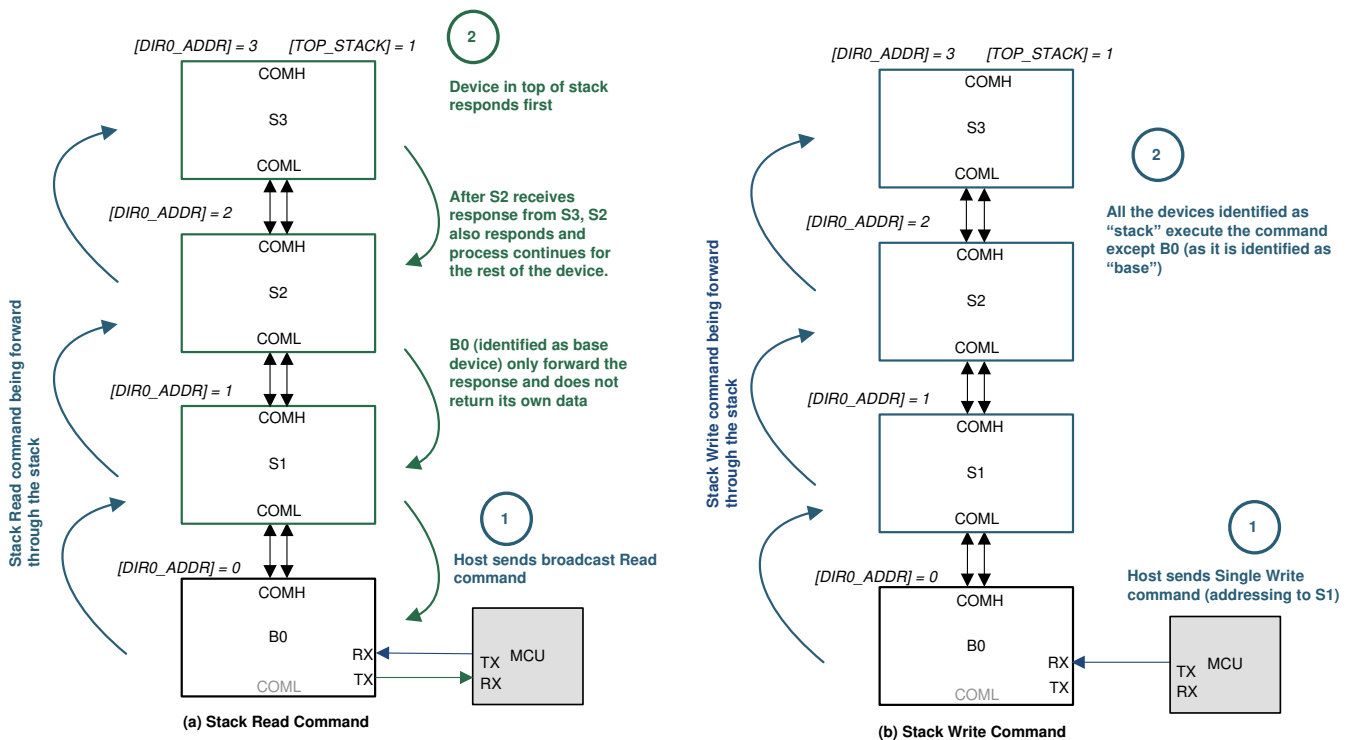 [DIR0_ADDR] = 3 [TOP_STACK] = 1
COMH
S3
COML
[DIR0_ADDR] = 2
COMH
S2
COML
[DIR0_ADDR] = 1
COMH
S1
COML
[DIR0_ADDR] = 0
COMH
B0
RX
TX
COML
TX
RX
MCU
Stack Read command being forward
through the stack
2
Device in top of stack
responds first
After S2 receives
response from S3, S2
also responds and
process continues for
the rest of the device.
B0 (identified as base
device) only forward the
response and does not
return its own data
1
Host sends broadcast Read
command
(a) Stack Read Command
[DIR0_ADDR] = 3 [TOP_STACK] = 1
COMH
S3
COML
[DIR0_ADDR] = 2
COMH
S2
COML
[DIR0_ADDR] = 1
COMH
S1
COML
[DIR0_ADDR] = 0
COMH
B0
RX
TX
COML
TX
RX
MCU
Stack Write command being forward
through the stack
2
All the devices identified as
“stack” execute the command
except B0 (as it is identified as
“base”)
1
Host sends Single Write
command (addressing to S1)
(b) Stack Write Command